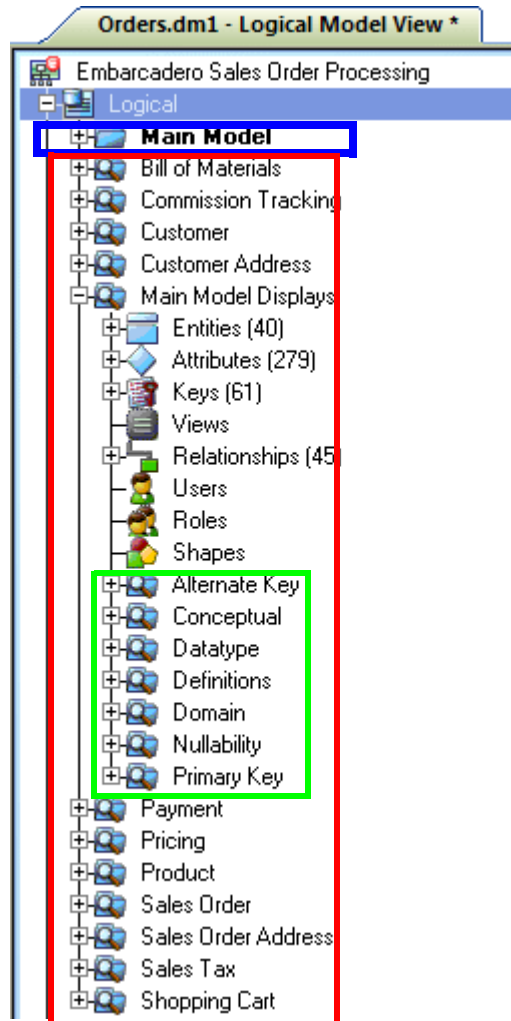 Orders.dm1 - Logical Model View *
Embarcadero Sales Order Processing
Logical
Main Model
Bill of Materials
Commission Tracking
Customer
Customer Address
Main Model Displays
Entities (40)
Attributes (279)
Keys (61)
Views
Relationships (45)
Users
Roles
Shapes
Alternate Key
Conceptual
Datatype
Definitions
Domain
Nullability
Primary Key
Payment
Pricing
Product
Sales Order
Sales Order Address
Sales Tax
Shopping Cart